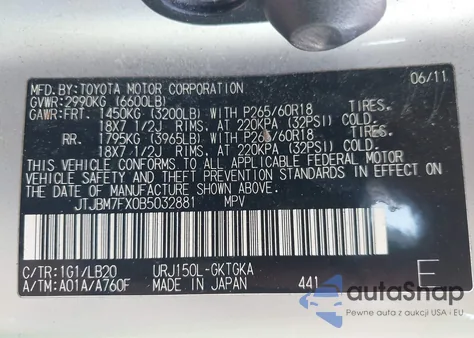 MFD.BY:TOYOTA MOTOR CORPORATION 06/11
GVWR:2990KG (6600LB)
GAWR:FRT. 1450KG (3200LB) WITH P265/60R18 TIRES,
18X7 1/2J RIMS, AT 220KPA (32PSI) COLD.
RR. 1795KG (3965LB) WITH P265/60R18 TIRES,
18X7 1/2J RIMS, AT 220KPA (32PSI) COLD.
THIS VEHICLE CONFORMS TO ALL APPLICABLE FEDERAL MOTOR
VEHICLE SAFETY AND THEFT PREVENTION STANDARDS IN EFFECT ON
THE DATE OF MANUFACTURE SHOWN ABOVE.
JTJBM7FX0B5032881 MPV
C/TR:1G1/LB20 URJ150L-GKTGKA
A/TM:A01A/A760F MADE IN JAPAN 441 E
autoSnap
Pewne auta z aukcji USA · EU